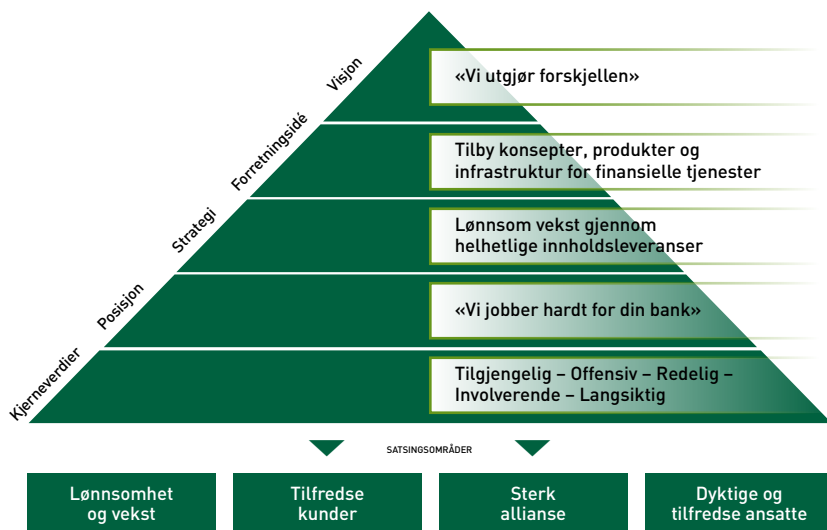 Visjon
«Vi utgjør forskjellen»
Forretningsidé
Tilby konsepter, produkter og
infrastruktur for finansielle tjenester
Strategi
Lønnsom vekst gjennom
helhetlige innholdsleveranser
Posisjon
«Vi jobber hardt for din bank»
Kjerneverdier
Tilgjengelig – Offensiv – Redelig –
Involverende – Langsiktig
SATSINGSOMRÅDER
Lønnsomhet
og vekst
Tilfredse
kunder
Sterk
allianse
Dyktige og
tilfredse ansatte